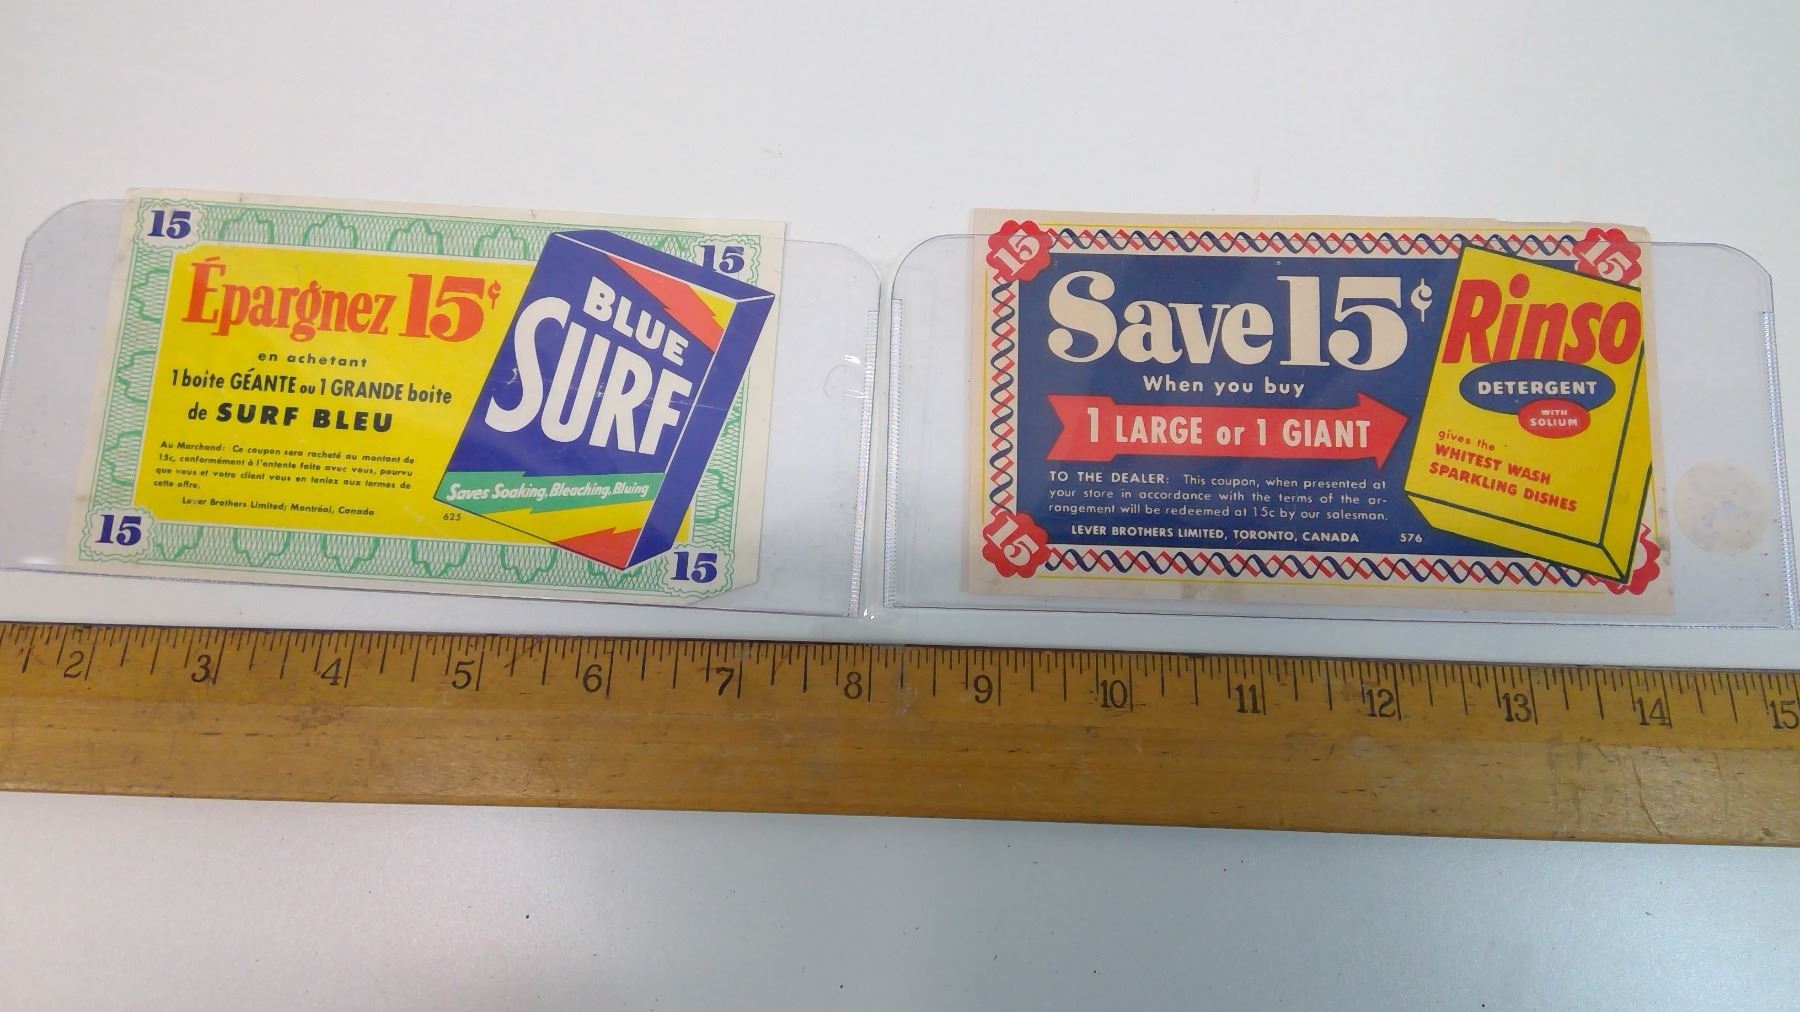 15
15
Épargnez 15¢
en achetant
1 boite GÉANTE ou 1 GRANDE boite
de SURF BLEU
Au Marchand: Ce coupon sera racheté au montant de
15c, conformément à l'entente faite avec vous, pourvu
que vous et votre client vous en teniez aux termes de
cette offre.
Lever Brothers Limited; Montréal, Canada
625
BLUE
SURF
Saves Soaking, Bleaching, Bluing
15
15
15
15
Save 15¢
When you buy
1 LARGE or 1 GIANT
TO THE DEALER: This coupon, when presented at
your store in accordance with the terms of the ar-
rangement will be redeemed at 15c by our salesman.
LEVER BROTHERS LIMITED, TORONTO, CANADA 576
Rinso
DETERGENT
WITH
SOLIUM
gives the
WHITEST WASH
SPARKLING DISHES
15
2 3 4 5 6 7 8 9 10 11 12 13 14 15